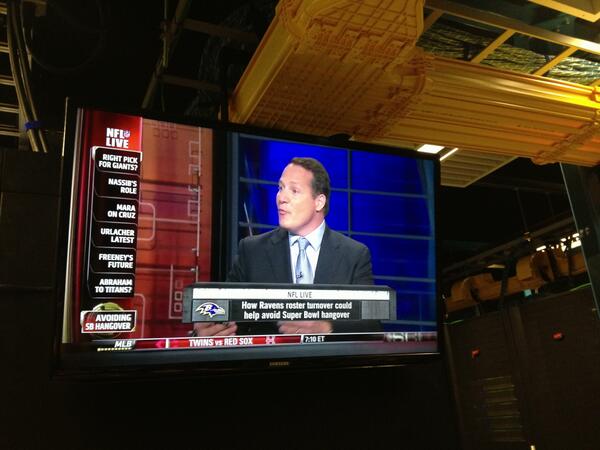 NFL
LIVE
RIGHT PICK
FOR GIANTS?
NASSIB'S
ROLE
MARA
ON CRUZ
URLACHER
LATEST
FREENEY'S
FUTURE
ABRAHAM
TO TITANS?
AVOIDING
SB HANGOVER
NFL LIVE
How Ravens roster turnover could
help avoid Super Bowl hangover
MLB
TWINS vs RED SOX
7:10 ET